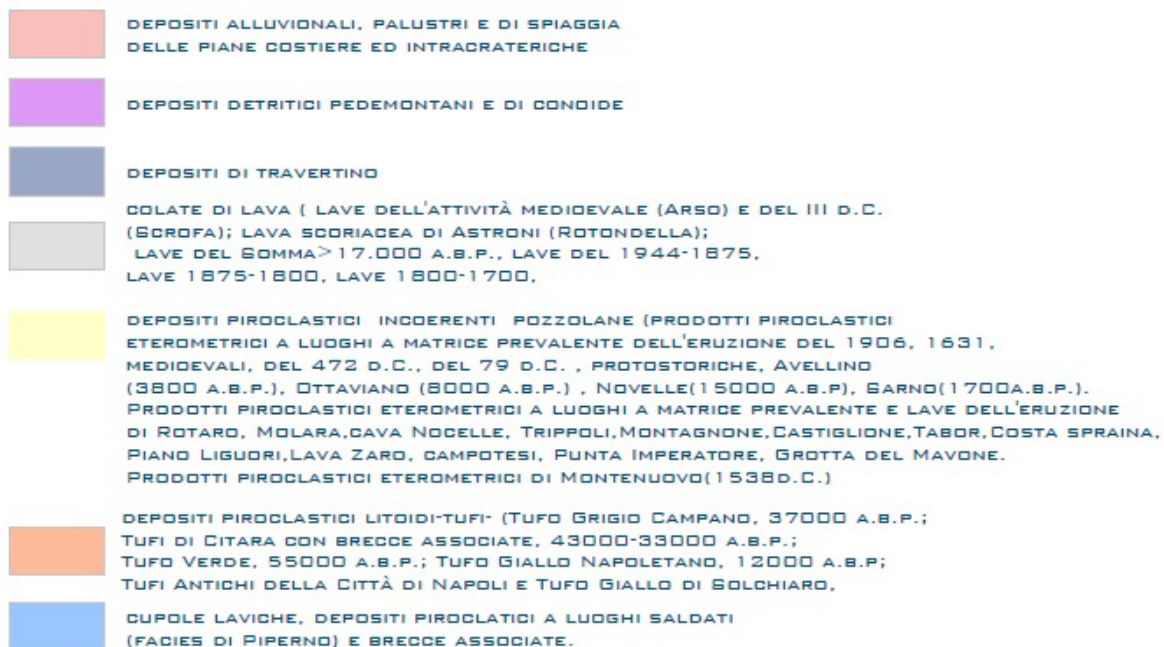 DEPOSITI ALLUVIONALI, PALUSTRI E DI SPIAGGIA
DELLE PIANE COSTIERE ED INTRACRATERICHE
DEPOSITI DETRITICI PEDEMONTANI E DI CONOIDE
DEPOSITI DI TRAVERTINO
COLATE DI LAVA ( LAVE DELL'ATTIVITÀ MEDIOEVALE (ARSO) E DEL III D.C.
(SCROFA); LAVA SCORIACEA DI ASTRONI (ROTONDELLA);
LAVE DEL SOMMA>17.000 A.B.P., LAVE DEL 1944-1875,
LAVE 1875-1800, LAVE 1800-1700,
DEPOSITI PIROCLASTICI INCOERENTI POZZOLANE (PRODOTTI PIROCLASTICI
ETEROMETRICI A LUOGHI A MATRICE PREVALENTE DELL'ERUZIONE DEL 1906, 1631,
MEDIOEVALI, DEL 472 D.C., DEL 79 D.C. , PROTOSTORICHE, AVELLINO
(3800 A.B.P.), OTTAVIANO (8000 A.B.P.) , NOVELLE(15000 A.B.P), SARNO(1700A.B.P.).
PRODOTTI PIROCLASTICI ETEROMETRICI A LUOGHI A MATRICE PREVALENTE E LAVE DELL'ERUZIONE
DI ROTARO, MOLARA,CAVA NOCELLE, TRIPPOLI,MONTAGNONE,CASTIGLIONE,TABOR,COSTA SPRAINA,
PIANO LIGUORI,LAVA ZARO, CAMPOTESI, PUNTA IMPERATORE, GROTTA DEL MAVONE.
PRODOTTI PIROCLASTICI ETEROMETRICI DI MONTENUOVO(1538D.C.)
DEPOSITI PIROCLASTICI LITOIDI-TUFI- (TUFO GRIGIO CAMPANO, 37000 A.B.P.;
TUFI DI CITARA CON BRECCE ASSOCIATE, 43000-33000 A.B.P.;
TUFO VERDE, 55000 A.B.P.; TUFO GIALLO NAPOLETANO, 12000 A.B.P;
TUFI ANTICHI DELLA CITTÀ DI NAPOLI E TUFO GIALLO DI SOLCHIARO,
CUPOLE LAVICHE, DEPOSITI PIROCLATICI A LUOGHI SALDATI
(FACIES DI PIPERNO) E BRECCE ASSOCIATE.